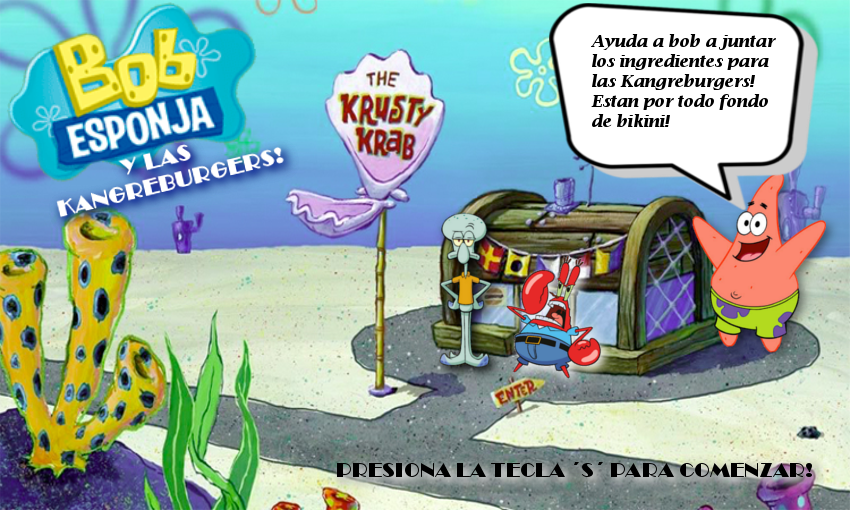 Bob
ESPONJA
Y LAS
KANGREBURGERS!
THE
KRUSTY
KRAB
Ayuda a bob a juntar
los ingredientes para
las Kangreburgers!
Estan por todo fondo
de bikini!
ENTER
PRESIONA LA TECLA ´S´ PARA COMENZAR!